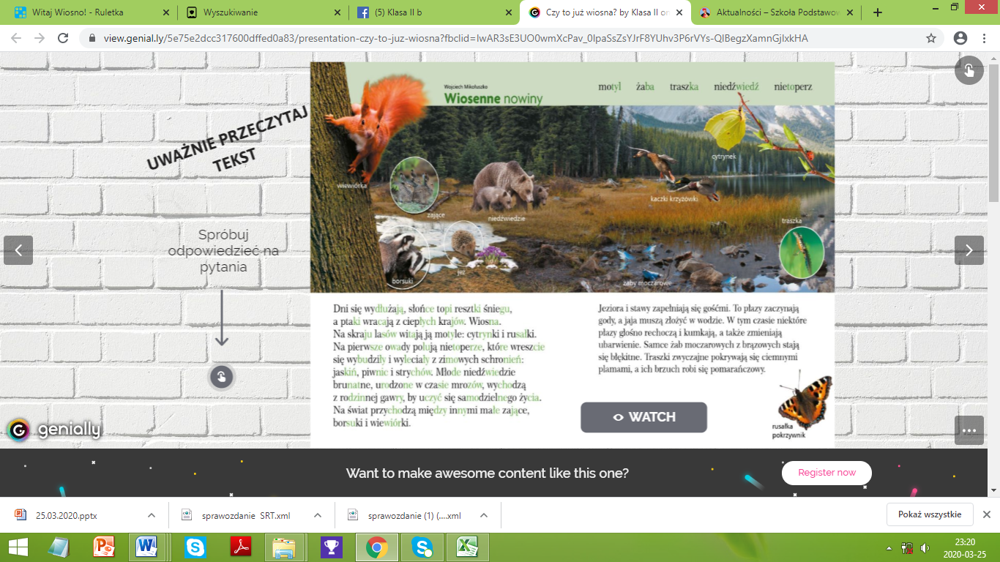 Witaj Wiosno! - Ruletka
Wyszukiwanie
(5) Klasa II b
Czy to już wiosna? by Klasa II on
Aktualności – Szkoła Podstawow
view.genial.ly/5e75e2dcc317600dffed0a83/presentation-czy-to-juz-wiosna?fbclid=IwAR3sE3UO0wmXcPav_0IpaSsZsYJrF8YUhv3P6rVYs-QIBegzXamnGjIxkHA
UWAŻNIE PRZECZYTAJ
TEKST
Spróbuj
odpowiedzieć na
pytania
Wojciech Mikołuszko
Wiosenne nowiny
motyl żaba traszka niedźwiedź nietoperz
cytrynek
wiewiórka
kaczki krzyżówki
zające
niedźwiedzie
traszka
borsuki
jeż
żaby moczarowe
Dni się wydłużają, słońce topi resztki śniegu,
a ptaki wracają z ciepłych krajów. Wiosna.
Na skraju lasów witają ją motyle: cytrynki i rusałki.
Na pierwsze owady polują nietoperze, które wreszcie
się wybudziły i wyleciały z zimowych schronień:
jaskiń, piwnic i strychów. Młode niedźwiedzie
brunatne, urodzone w czasie mrozów, wychodzą
z rodzinnej gawry, by uczyć się samodzielnego życia.
Na świat przychodzą między innymi małe zające,
borsuki i wiewiórki.
Jeziora i stawy zapełniają się gośćmi. To płazy zaczynają
gody, a jaja muszą złożyć w wodzie. W tym czasie niektóre
płazy głośno rechoczą i kumkają, a także zmieniają
ubarwienie. Samce żab moczarowych z brązowych stają
się błękitne. Traszki zwyczajne pokrywają się ciemnymi
plamami, a ich brzuch robi się pomarańczowy.
WATCH
rusałka
pokrzywnik
genially
Want to make awesome content like this one?
Register now
25.03.2020.pptx
sprawozdanie SRT.xml
sprawozdanie (1) (....xml
Pokaż wszystkie
23:20
2020-03-25